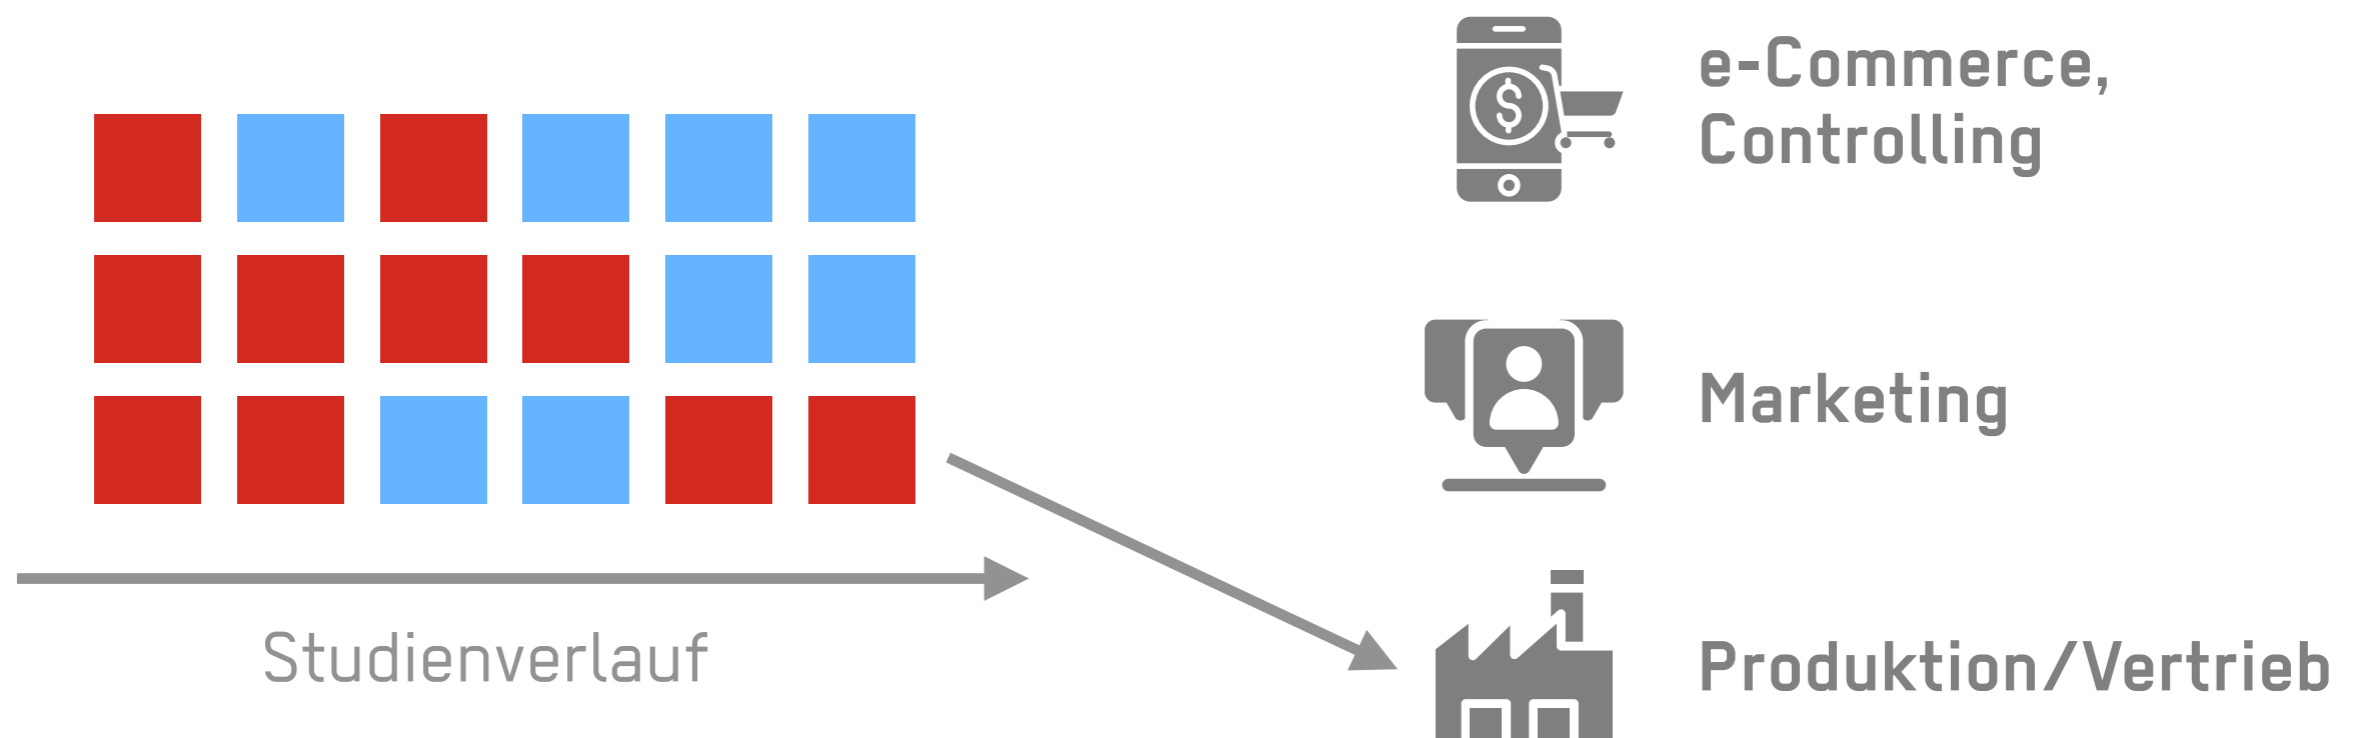 e-Commerce,
Controlling
Marketing
Studienverlauf
Produktion/Vertrieb